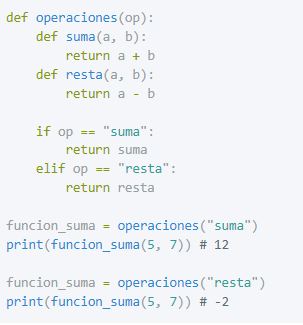 def operaciones(op):
    def suma(a, b):
        return a + b
    def resta(a, b):
        return a - b

    if op == "suma":
        return suma
    elif op == "resta":
        return resta

funcion_suma = operaciones("suma")
print(funcion_suma(5, 7)) # 12

funcion_suma = operaciones("resta")
print(funcion_suma(5, 7)) # -2